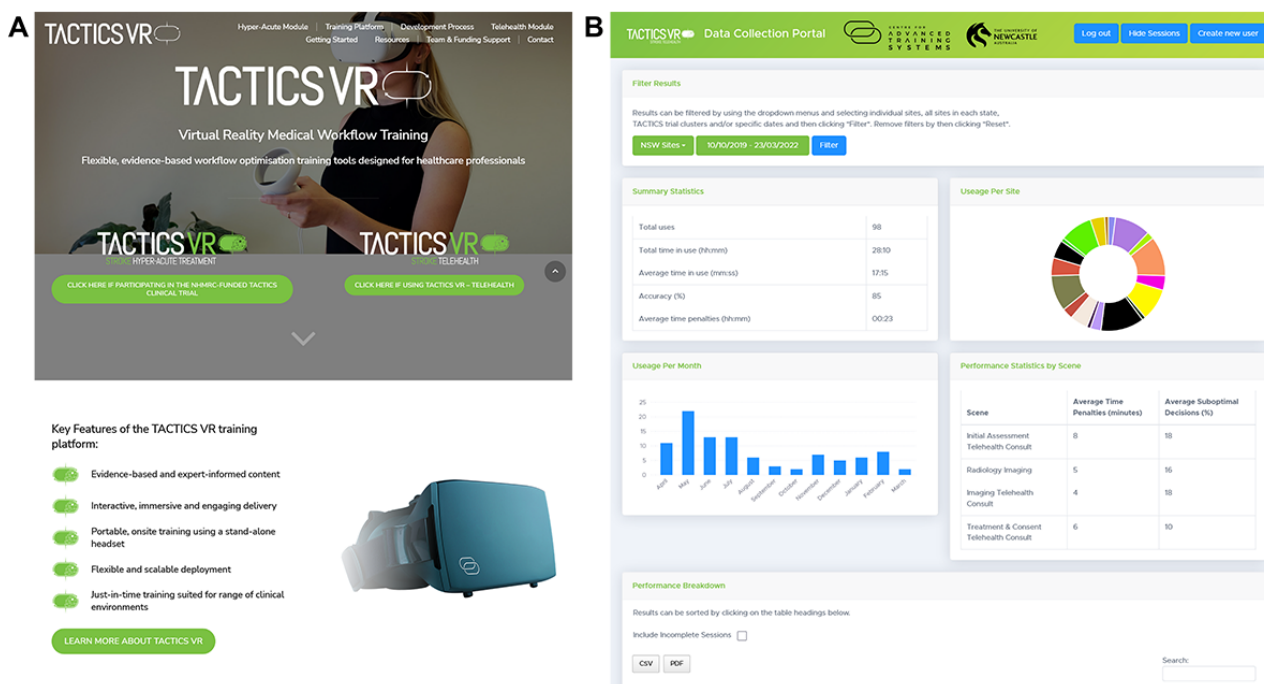 A
TACTICS VR
Hyper-Acute Module | Training Platform | Development Process Telehealth Module
Getting Started Resources | Team & Funding Support | Contact
TACTICS VR
Virtual Reality Medical Workflow Training
Flexible, evidence-based workflow optimisation training tools designed for healthcare professionals
TACTICS VR
STROKE HYPER-ACUTE TREATMENT
CLICK HERE IF PARTICIPATING IN THE NHMRC-FUNDED TACTICS
CLINICAL TRIAL
TACTICS VR
STROKE TELEHEALTH
CLICK HERE IF USING TACTICS VR - TELEHEALTH
Key Features of the TACTICS VR training
platform:
Evidence-based and expert-informed content
Interactive, immersive and engaging delivery
Portable, onsite training using a stand-alone
headset
Flexible and scalable deployment
Just-in-time training suited for range of clinical
environments
LEARN MORE ABOUT TACTICS VR
B
TACTICS VR
STROKE TELEHEALTH
Data Collection Portal
CENTRE FOR
ADVANCED
TRAINING
SYSTEMS
THE UNIVERSITY OF
NEWCASTLE
AUSTRALIA
Log out
Hide Sessions
Create new user
Filter Results
Results can be filtered by using the dropdown menus and selecting individual sites, all sites in each state,
TACTICS trial clusters and/or specific dates and then clicking "Filter". Remove filters by then clicking "Reset".
NSW Sites
10/10/2019 - 23/03/2022
Filter
Summary Statistics
Total uses 98
Total time in use (hh:mm) 28:10
Average time in use (mm:ss) 17:15
Accuracy (%) 85
Average time penalties (hh:mm) 00:23
Useage Per Site
Useage Per Month
25
20
15
10
5
0
April May June July August September October November December January February March
Performance Statistics by Scene
Scene Average Time Penalties (minutes) Average Suboptimal Decisions (%)
Initial Assessment Telehealth Consult 8 18
Radiology Imaging 5 16
Imaging Telehealth Consult 4 18
Treatment & Consent Telehealth Consult 6 10
Performance Breakdown
Results can be sorted by clicking on the table headings below.
Include Incomplete Sessions
CSV
PDF
Search: